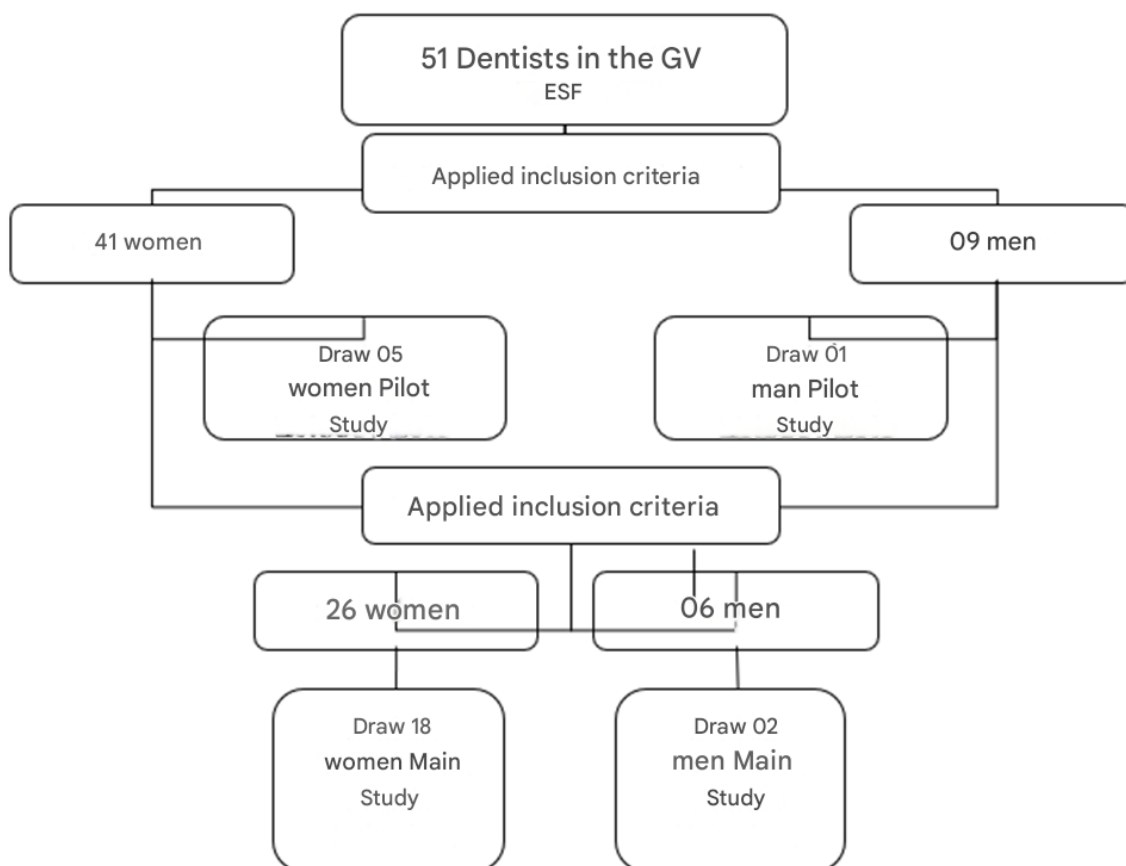 51 Dentists in the GV
ESF
Applied inclusion criteria
41 women
09 men
Draw 05
women Pilot
Study
Draw 01
man Pilot
Study
Applied inclusion criteria
26 women
06 men
Draw 18
women Main
Study
Draw 02
men Main
Study